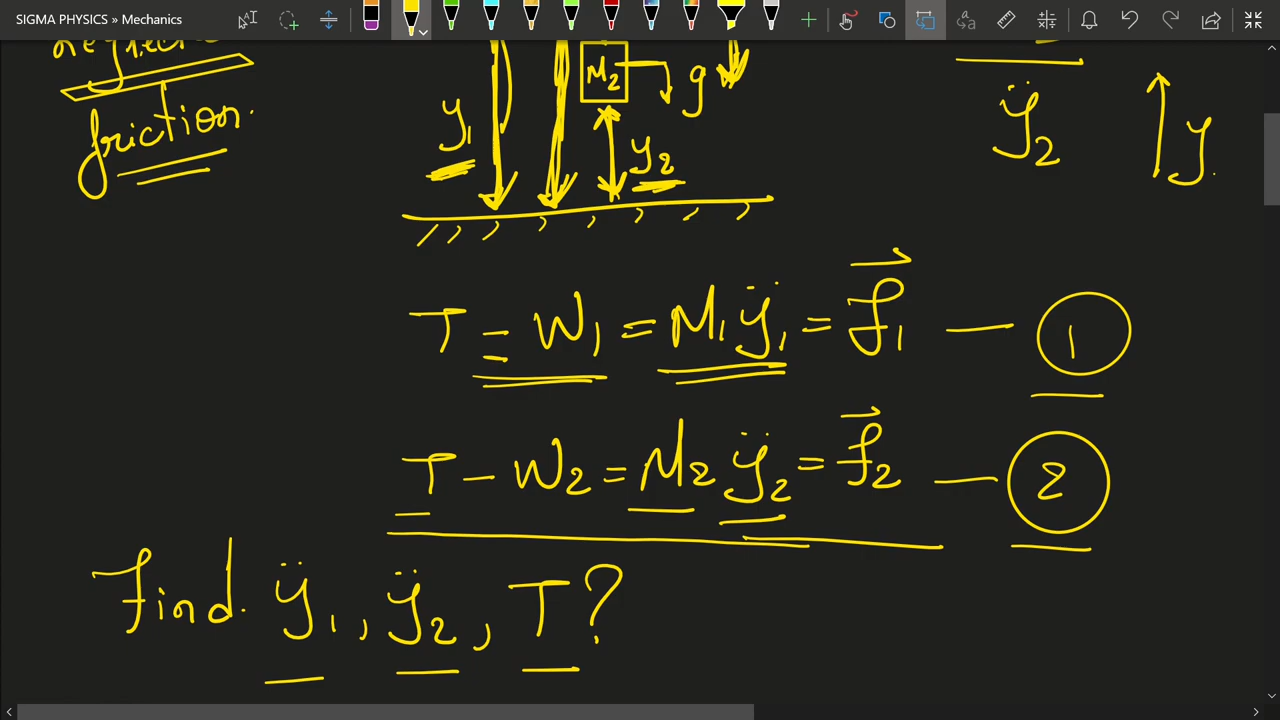 SIGMA PHYSICS » Mechanics
friction.
M₂
g
y₁
y₂
ÿ₂
y
T - W₁ = M₁ÿ₁ = f⃗₁ — ①
T - W₂ = M₂ÿ₂ = f⃗₂ — ②
Find ÿ₁, ÿ₂, T?